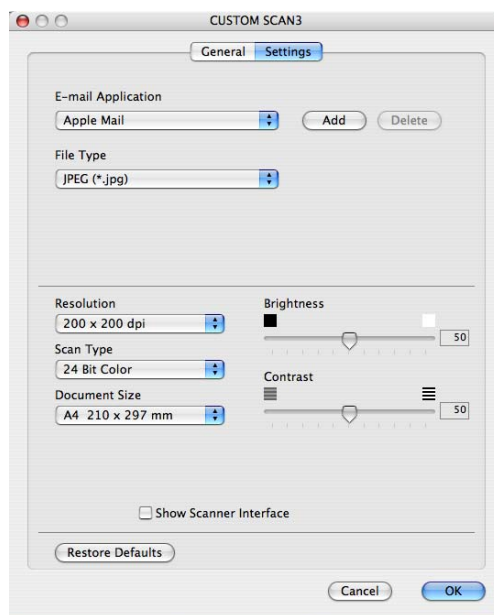 CUSTOM SCAN3
General Settings
E-mail Application
Apple Mail Add Delete
File Type
JPEG (*.jpg)
Resolution
200 x 200 dpi
Scan Type
24 Bit Color
Document Size
A4 210 x 297 mm
Brightness
50
Contrast
50
Show Scanner Interface
Restore Defaults
Cancel OK